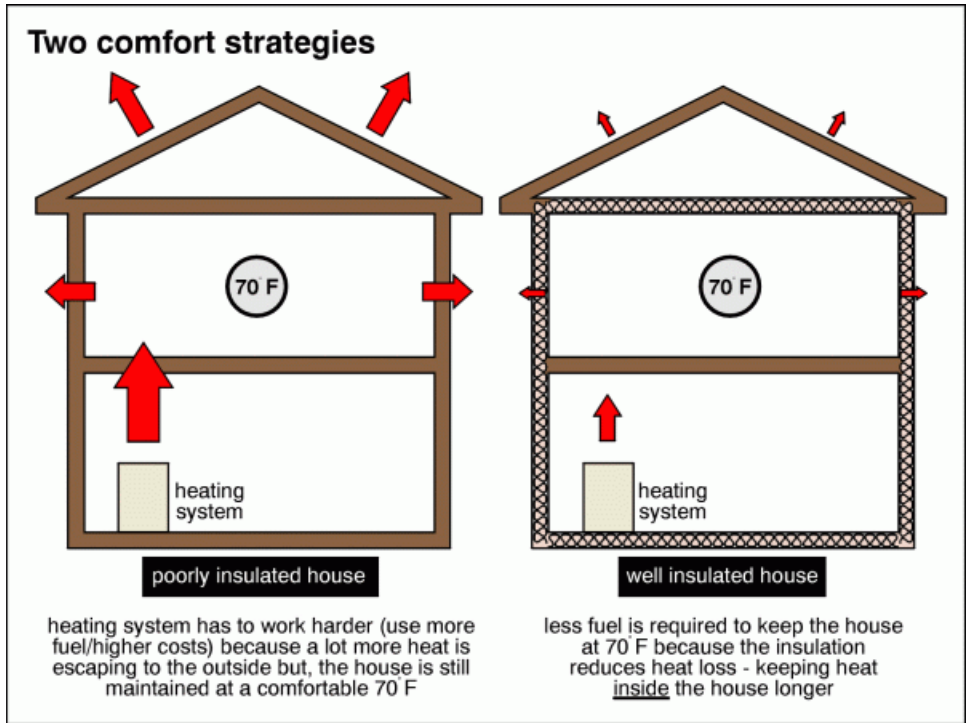 Two comfort strategies
70°F
70°F
heating
system
heating
system
poorly insulated house
well insulated house
heating system has to work harder (use more
fuel/higher costs) because a lot more heat is
escaping to the outside but, the house is still
maintained at a comfortable 70°F
less fuel is required to keep the house
at 70°F because the insulation
reduces heat loss - keeping heat
inside the house longer